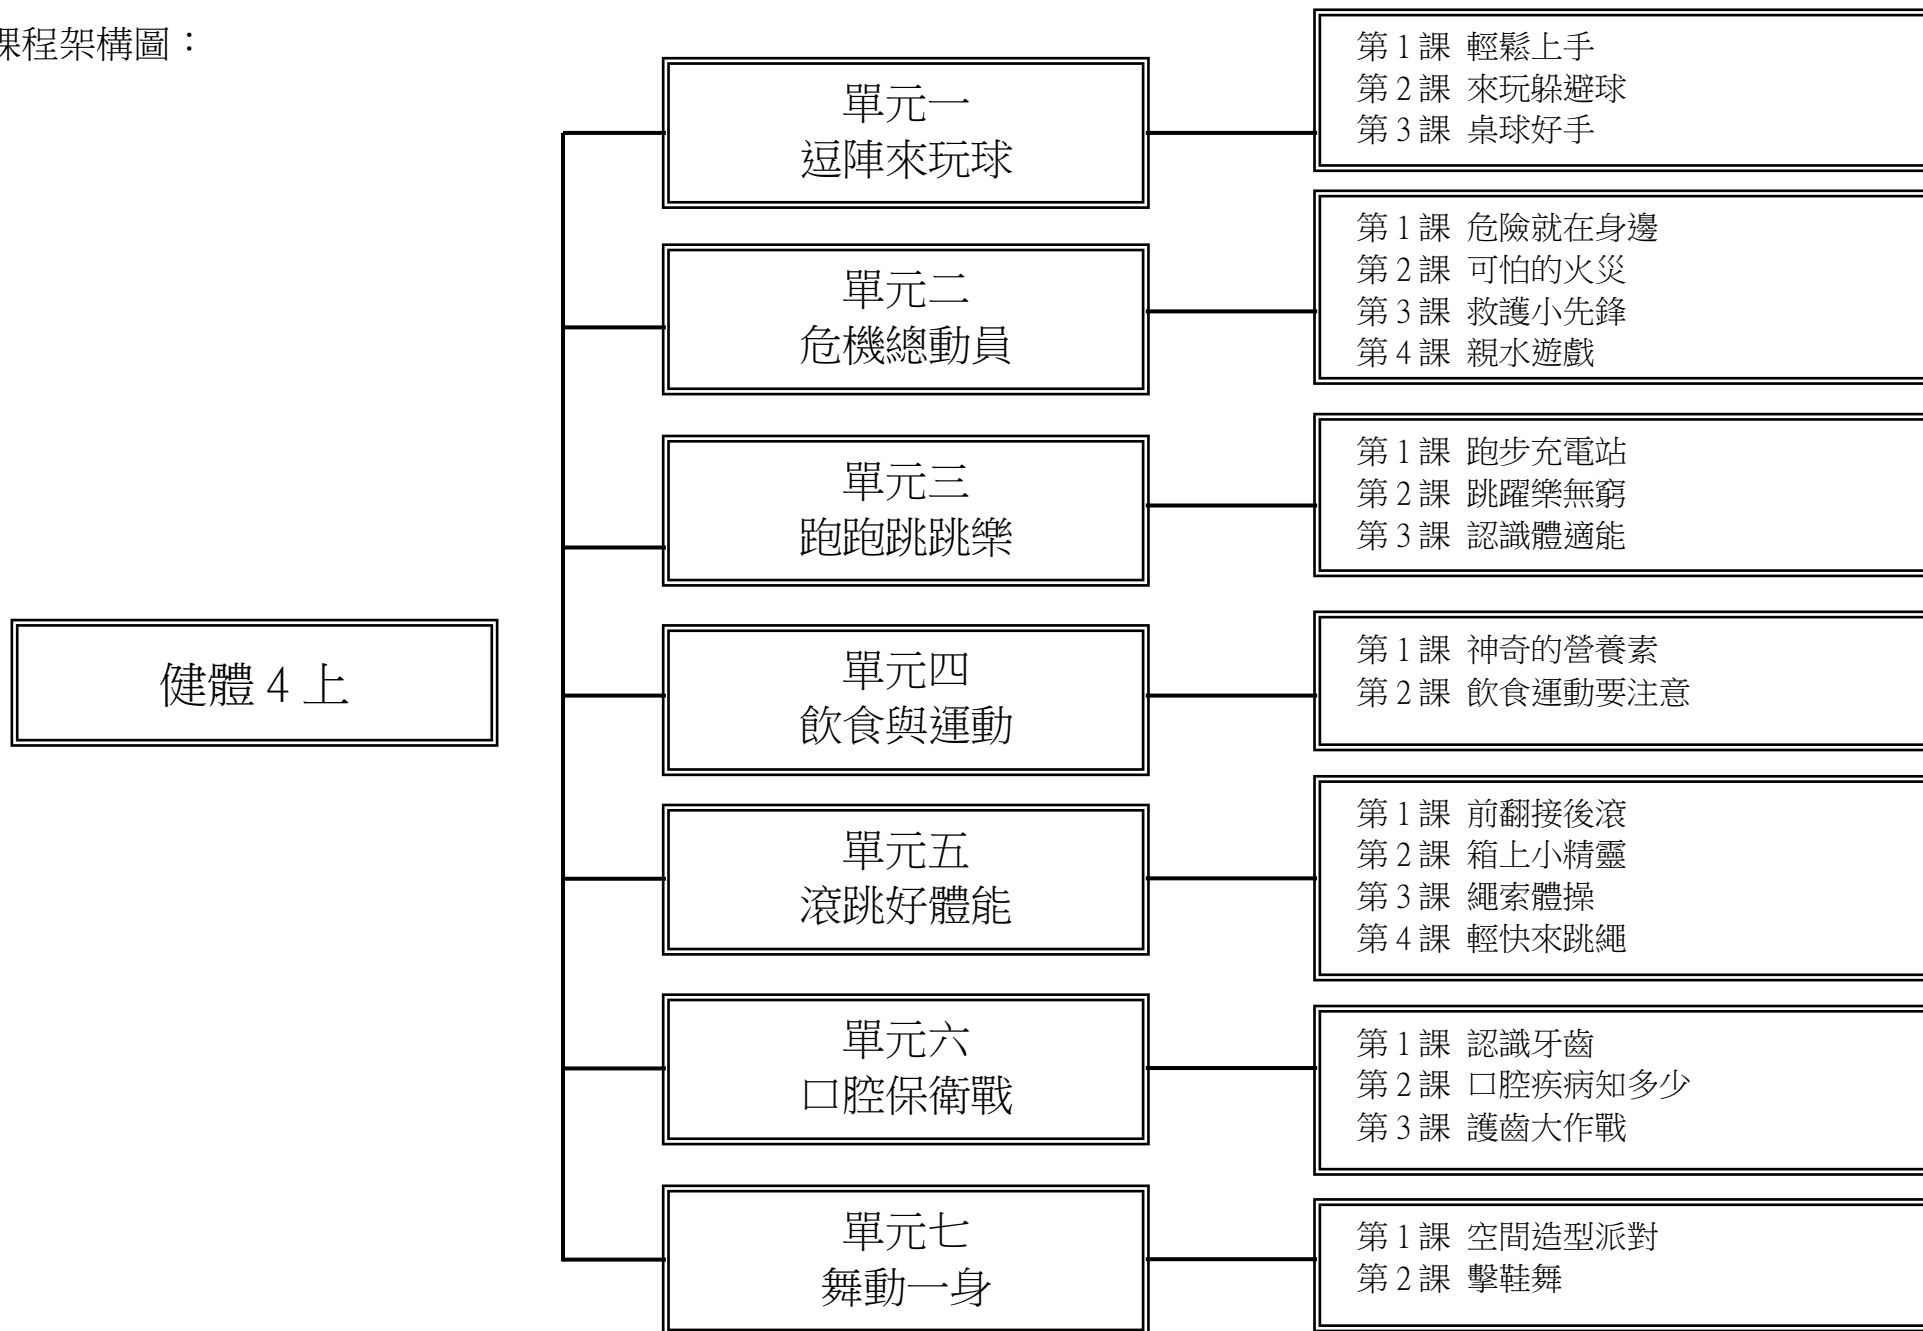 課程架構圖：
單元一
逗陣來玩球
第1課 輕鬆上手
第2課 來玩躲避球
第3課 桌球好手
單元二
危機總動員
第1課 危險就在身邊
第2課 可怕的火災
第3課 救護小先鋒
第4課 親水遊戲
單元三
跑跑跳跳樂
第1課 跑步充電站
第2課 跳躍樂無窮
第3課 認識體適能
健體4上
單元四
飲食與運動
第1課 神奇的營養素
第2課 飲食運動要注意
單元五
滾跳好體能
第1課 前翻接後滾
第2課 箱上小精靈
第3課 繩索體操
第4課 輕快來跳繩
單元六
口腔保衛戰
第1課 認識牙齒
第2課 口腔疾病知多少
第3課 護齒大作戰
單元七
舞動一身
第1課 空間造型派對
第2課 擊鞋舞